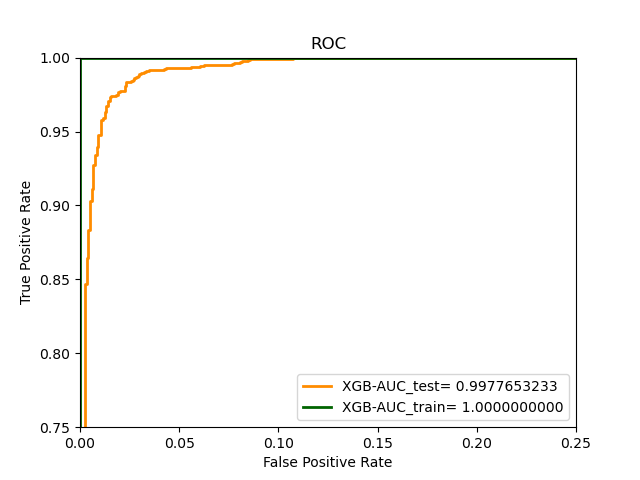 ROC
1.00
0.95
0.90
0.85
0.80
0.75
True Positive Rate
XGB-AUC_test= 0.9977653233
XGB-AUC_train= 1.0000000000
0.00 0.05 0.10 0.15 0.20 0.25
False Positive Rate